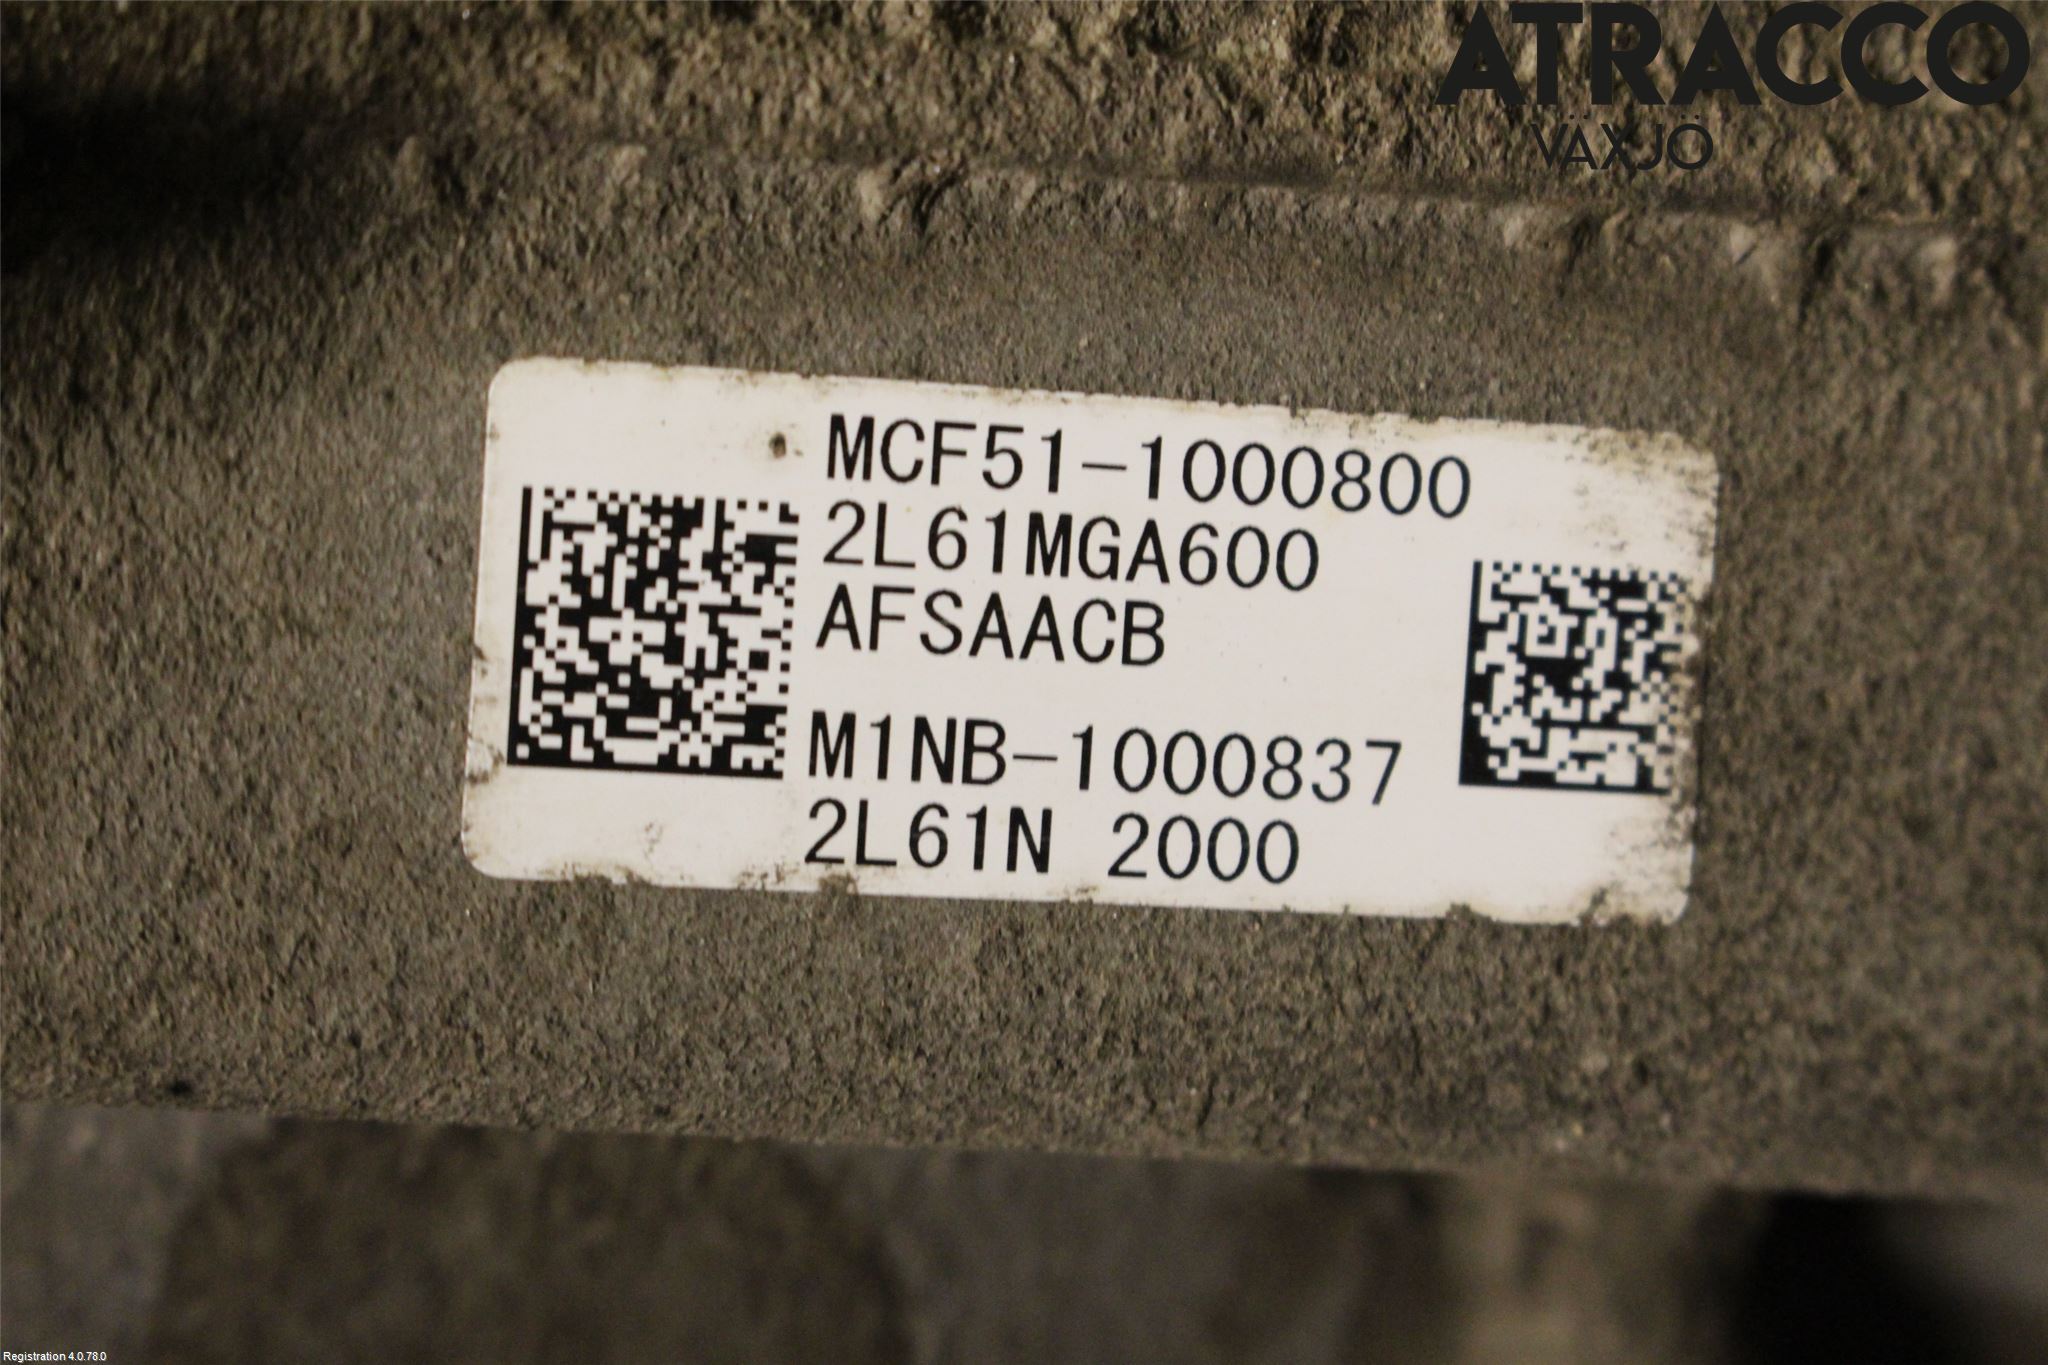 ATRACCO
VÄXJÖ
MCF51-1000800
2L61MGA600
AFSAACB
M1NB-1000837
2L61N 2000
Registration 4.0.78.0